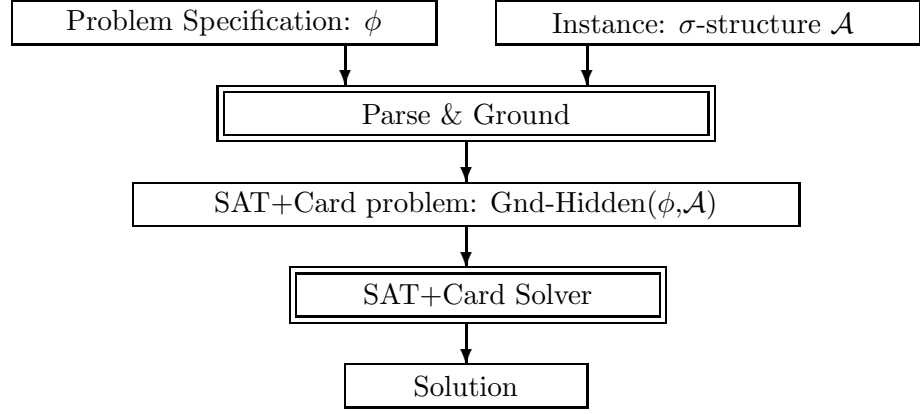 Problem Specification: ϕ
Instance: σ-structure 𝒜
Parse & Ground
SAT+Card problem: Gnd-Hidden(ϕ,𝒜)
SAT+Card Solver
Solution